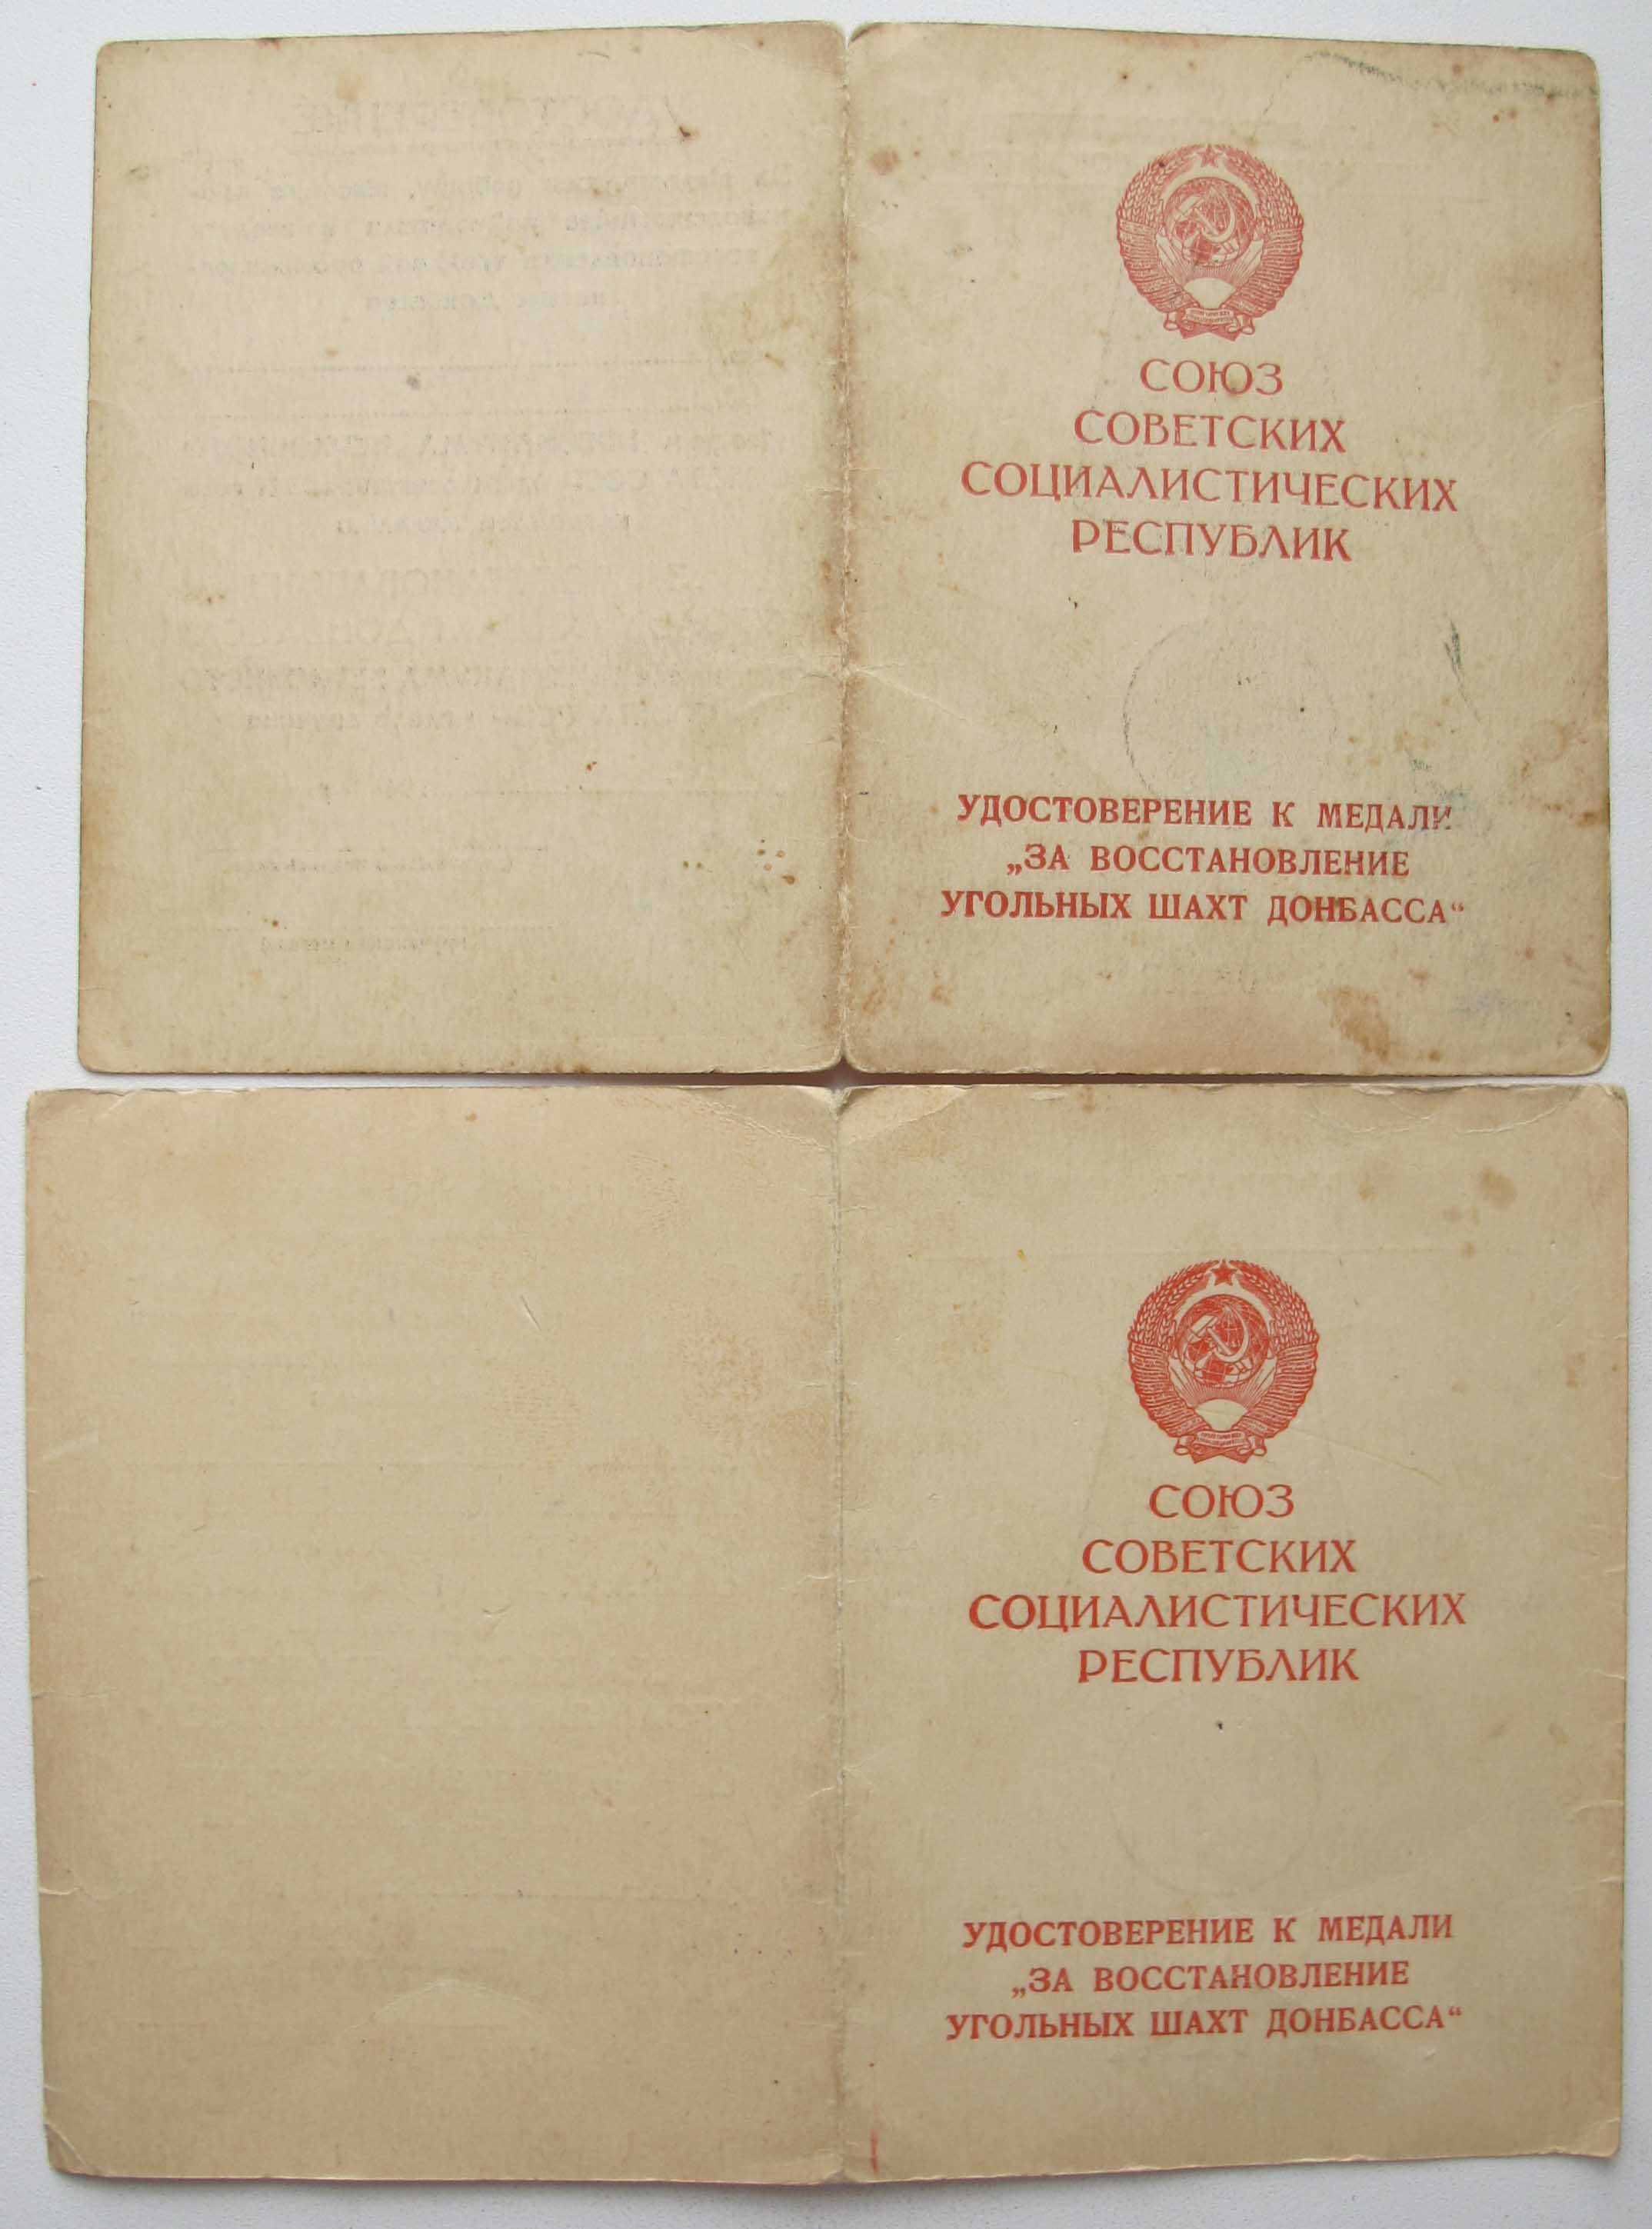 СОЮЗ
СОВЕТСКИХ
СОЦИАЛИСТИЧЕСКИХ
РЕСПУБЛИК
УДОСТОВЕРЕНИЕ К МЕДАЛИ
„ЗА ВОССТАНОВЛЕНИЕ
УГОЛЬНЫХ ШАХТ ДОНБАССА“
СОЮЗ
СОВЕТСКИХ
СОЦИАЛИСТИЧЕСКИХ
РЕСПУБЛИК
УДОСТОВЕРЕНИЕ К МЕДАЛИ
„ЗА ВОССТАНОВЛЕНИЕ
УГОЛЬНЫХ ШАХТ ДОНБАССА“